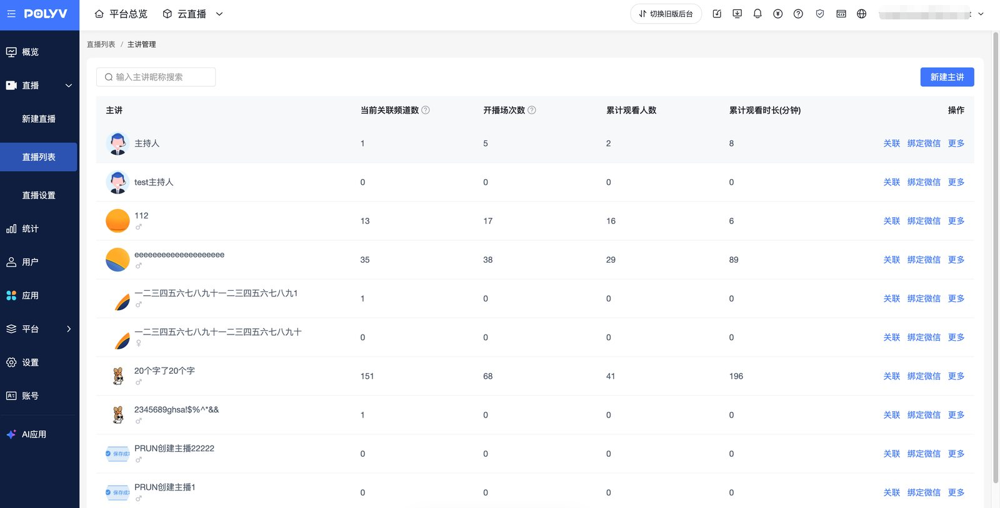 POLYV
平台总览
云直播
切换旧版后台
直播列表 / 主讲管理
概览
直播
新建直播
直播列表
直播设置
统计
用户
应用
平台
设置
账号
AI应用
输入主讲昵称搜索
新建主讲
主讲 当前关联频道数 开播场次数 累计观看人数 累计观看时长(分钟) 操作
主持人 1 5 2 8 关联 绑定微信 更多
test主持人 0 0 0 0 关联 绑定微信 更多
112 13 17 16 6 关联 绑定微信 更多
eeeeeeeeeeeeeeeeeeee 35 38 29 89 关联 绑定微信 更多
一二三四五六七八九十一二三四五六七八九1 1 0 0 0 关联 绑定微信 更多
一二三四五六七八九十一二三四五六七八九十 0 0 0 0 关联 绑定微信 更多
20个字了20个字 151 68 41 196 关联 绑定微信 更多
2345689ghsa!$%^*&& 1 0 0 0 关联 绑定微信 更多
保存成 PRUN创建主播22222 0 0 0 0 关联 绑定微信 更多
保存成 PRUN创建主播1 0 0 0 0 关联 绑定微信 更多